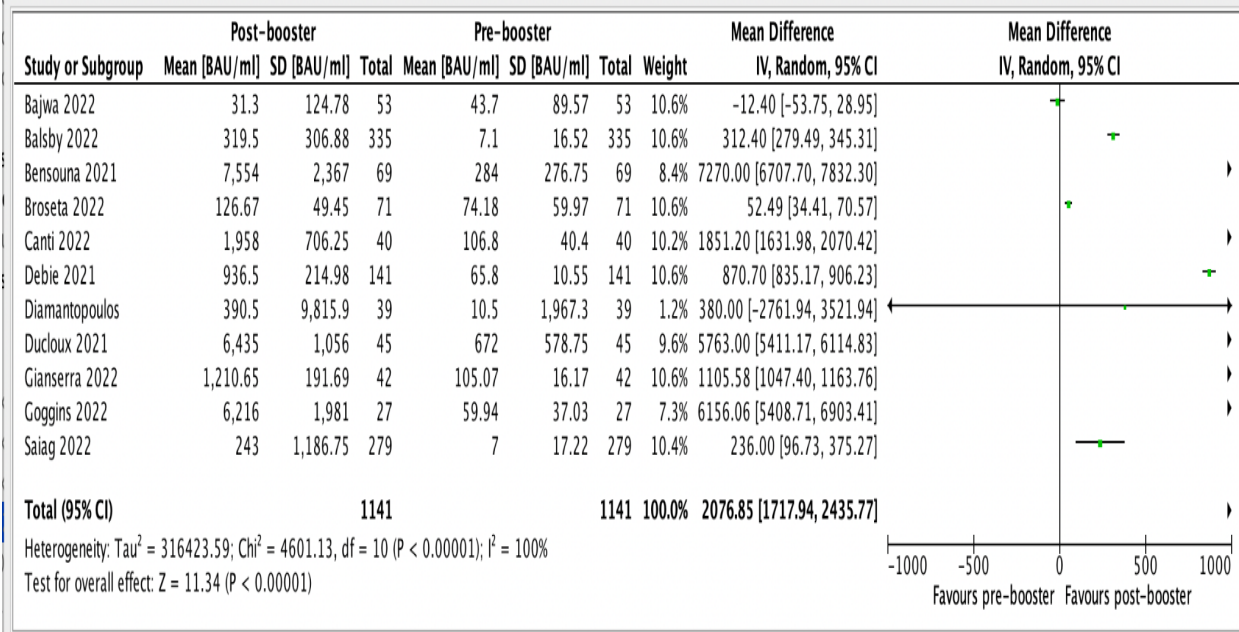 Post-booster Pre-booster Mean Difference Mean Difference
Study or Subgroup Mean [BAU/ml] SD [BAU/ml] Total Mean [BAU/ml] SD [BAU/ml] Total Weight IV, Random, 95% CI IV, Random, 95% CI
Bajwa 2022 31.3 124.78 53 43.7 89.57 53 10.6% -12.40 [-53.75, 28.95]
Balsby 2022 319.5 306.88 335 7.1 16.52 335 10.6% 312.40 [279.49, 345.31]
Bensouna 2021 7,554 2,367 69 284 276.75 69 8.4% 7270.00 [6707.70, 7832.30]
Broseta 2022 126.67 49.45 71 74.18 59.97 71 10.6% 52.49 [34.41, 70.57]
Canti 2022 1,958 706.25 40 106.8 40.4 40 10.2% 1851.20 [1631.98, 2070.42]
Debie 2021 936.5 214.98 141 65.8 10.55 141 10.6% 870.70 [835.17, 906.23]
Diamantopoulos 390.5 9,815.9 39 10.5 1,967.3 39 1.2% 380.00 [-2761.94, 3521.94]
Ducloux 2021 6,435 1,056 45 672 578.75 45 9.6% 5763.00 [5411.17, 6114.83]
Gianserra 2022 1,210.65 191.69 42 105.07 16.17 42 10.6% 1105.58 [1047.40, 1163.76]
Goggins 2022 6,216 1,981 27 59.94 37.03 27 7.3% 6156.06 [5408.71, 6903.41]
Saiag 2022 243 1,186.75 279 7 17.22 279 10.4% 236.00 [96.73, 375.27]
Total (95% CI) 1141 1141 100.0% 2076.85 [1717.94, 2435.77]
Heterogeneity: Tau² = 316423.59; Chi² = 4601.13, df = 10 (P < 0.00001); I² = 100%
Test for overall effect: Z = 11.34 (P < 0.00001)
-1000 -500 0 500 1000
Favours pre-booster Favours post-booster